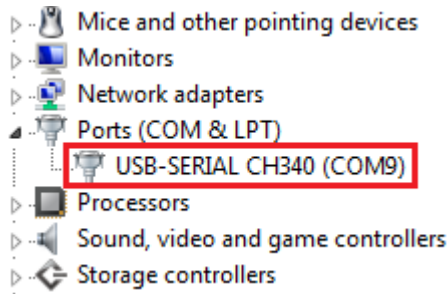 Mice and other pointing devices
Monitors
Network adapters
Ports (COM & LPT)
USB-SERIAL CH340 (COM9)
Processors
Sound, video and game controllers
Storage controllers